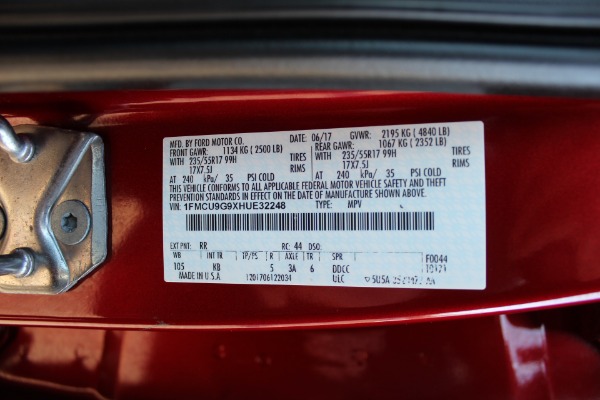 MFD. BY FORD MOTOR CO. 06/17 GVWR: 2195 KG ( 4840 LB)
FRONT GAWR: 1134 KG ( 2500 LB) REAR GAWR: 1067 KG ( 2352 LB)
WITH 235/55R17 99H TIRES WITH 235/55R17 99H TIRES
17X7.5J RIMS 17X7.5J RIMS
AT 240 kPa/ 35 PSI COLD AT 240 kPa/ 35 PSI COLD
THIS VEHICLE CONFORMS TO ALL APPLICABLE FEDERAL MOTOR VEHICLE SAFETY AND THEFT PREVENTION STANDARDS IN EFFECT ON THE DATE OF MANUFACTURE SHOWN ABOVE.
VIN: 1FMCU9G9XHUE32248 TYPE: MPV
EXT PNT: RR RC: 44 DSO:
WB INT TR TP/PS R AXLE TR SPR F0044
105 KB 5 3A 6 DDCC
MADE IN U.S.A. 1201706122034 ULC